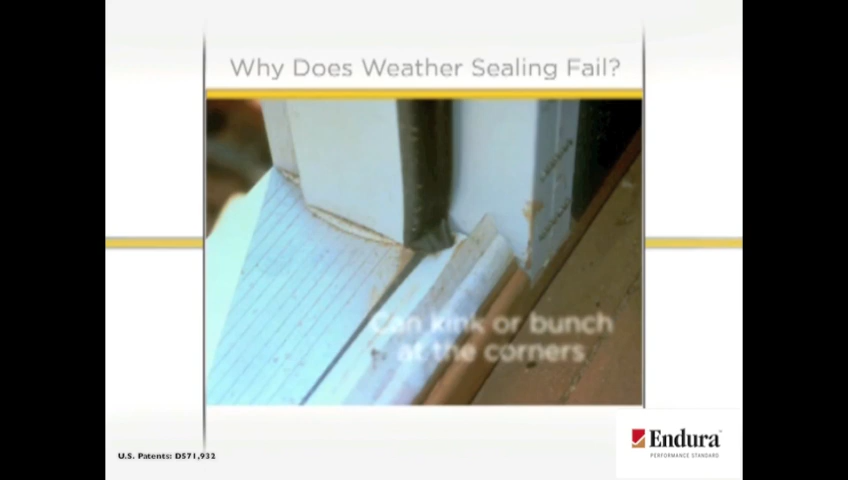 Why Does Weather Sealing Fail?
Can kink or bunch
at the corners
Endura
PERFORMANCE STANDARD
U.S. Patents: D571,932